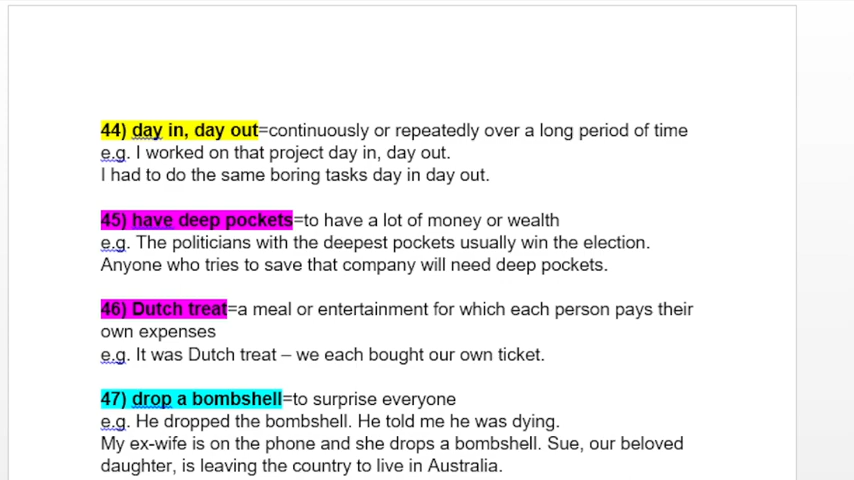 44) day in, day out=continuously or repeatedly over a long period of time
e.g. I worked on that project day in, day out.
I had to do the same boring tasks day in day out.
45) have deep pockets=to have a lot of money or wealth
e.g. The politicians with the deepest pockets usually win the election.
Anyone who tries to save that company will need deep pockets.
46) Dutch treat=a meal or entertainment for which each person pays their
own expenses
e.g. It was Dutch treat – we each bought our own ticket.
47) drop a bombshell=to surprise everyone
e.g. He dropped the bombshell. He told me he was dying.
My ex-wife is on the phone and she drops a bombshell. Sue, our beloved
daughter, is leaving the country to live in Australia.